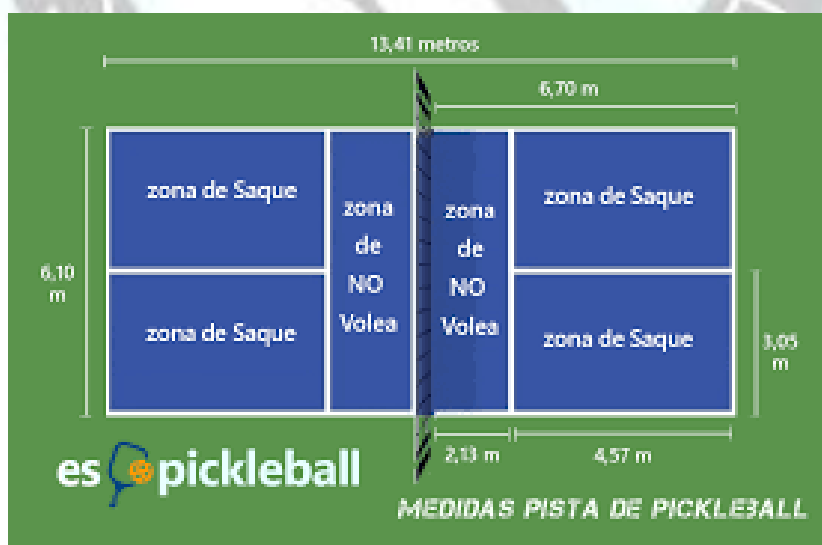 13,41 metros
6,70 m
zona de Saque
zona
de
NO
Volea
zona
de
NO
Volea
zona de Saque
6,10
m
zona de Saque
zona de Saque
3,05
m
2,13 m
4,57 m
es pickleball
MEDIDAS PISTA DE PICKLEBALL